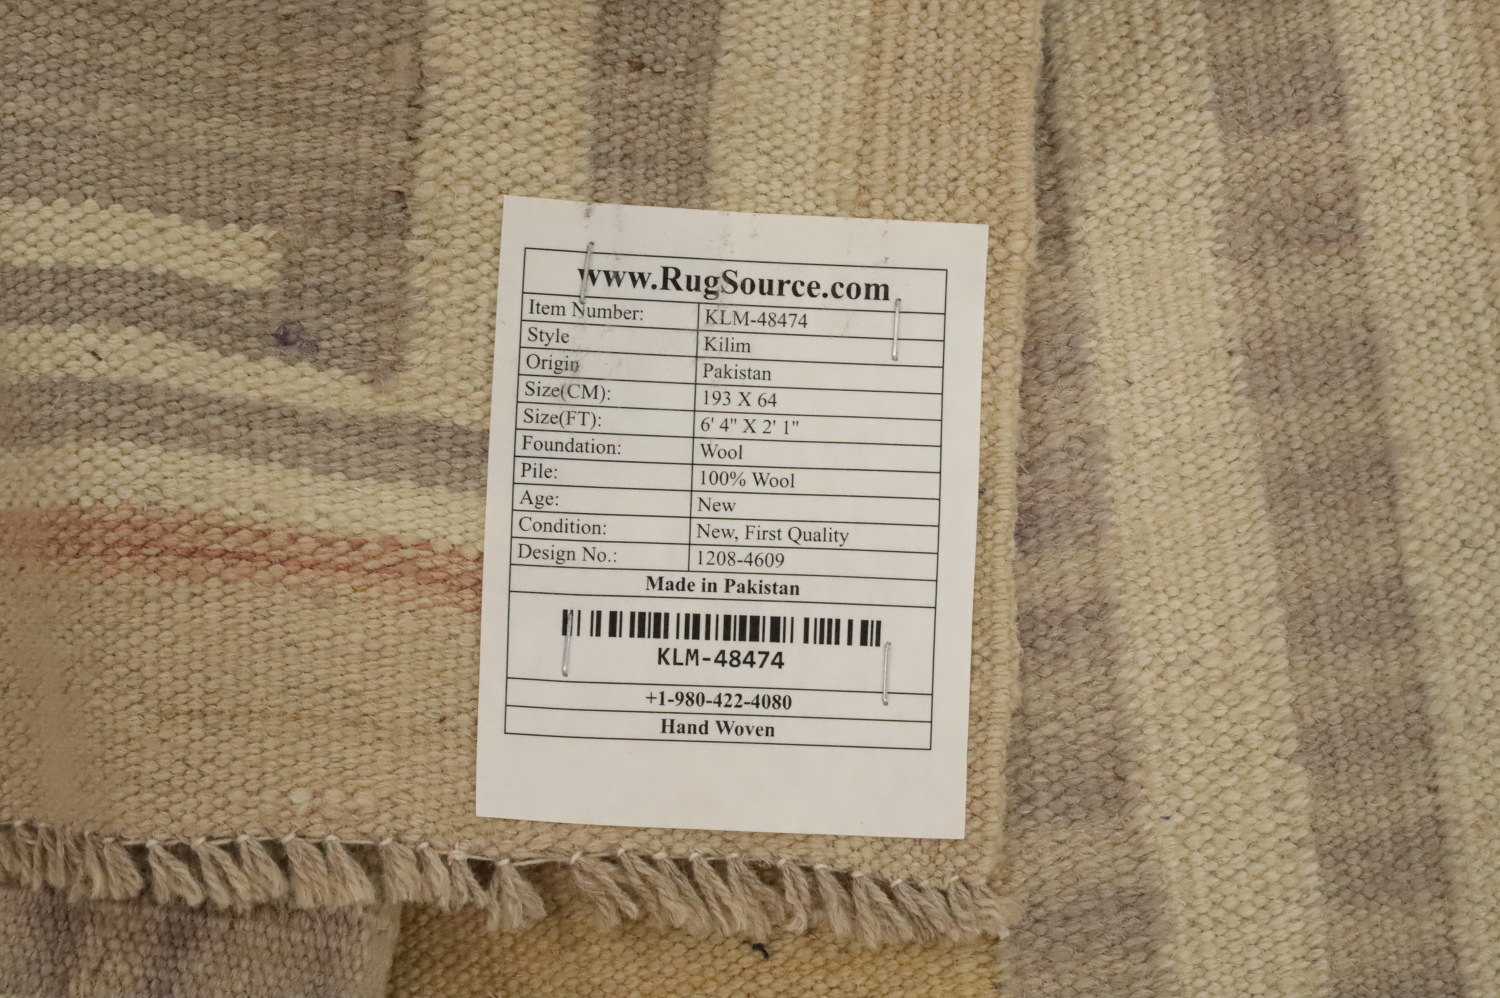 www.RugSource.com
Item Number: KLM-48474
Style Kilim
Origin Pakistan
Size(CM): 193 X 64
Size(FT): 6' 4" X 2' 1"
Foundation: Wool
Pile: 100% Wool
Age: New
Condition: New, First Quality
Design No.: 1208-4609
Made in Pakistan
KLM-48474
+1-980-422-4080
Hand Woven